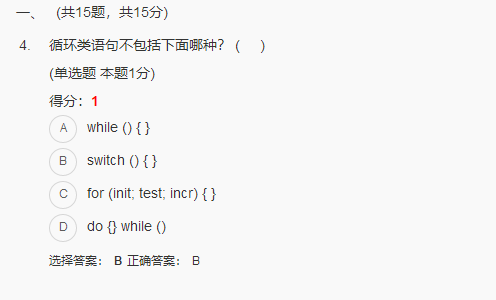 一、 (共15题，共15分)
4. 循环类语句不包括下面哪种？ ( )
(单选题 本题1分)
得分：1
A while () { }
B switch () { }
C for (init; test; incr) { }
D do {} while ()
选择答案： B 正确答案： B